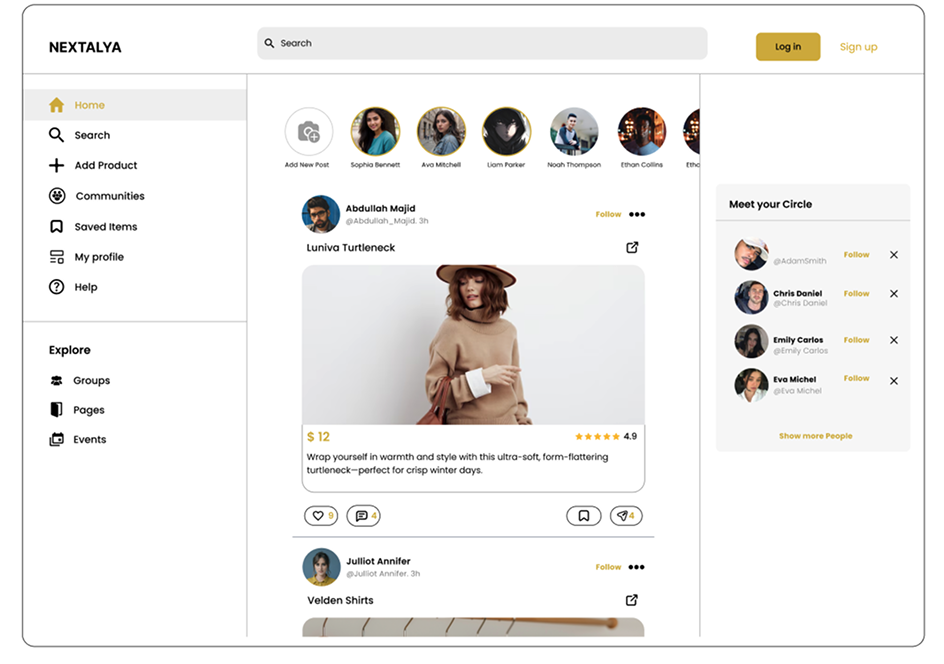 NEXTALYA
Search
Log in
Sign up
Home
Search
Add Product
Communities
Saved Items
My profile
Help
Explore
Groups
Pages
Events
Add New Post
Sophia Bennett
Ava Mitchell
Liam Parker
Noah Thompson
Ethan Collins
Etho
Abdullah Majid
@Abdullah_Majid. 3h
Follow
Luniva Turtleneck
$ 12
4.9
Wrap yourself in warmth and style with this ultra-soft, form-flattering
turtleneck—perfect for crisp winter days.
9
4
4
Julliot Annifer
@Julliot Annifer. 3h
Follow
Velden Shirts
Meet your Circle
@AdamSmith
Follow
Chris Daniel
@Chris Daniel
Follow
Emily Carlos
@Emily Carlos
Follow
Eva Michel
@Eva Michel
Follow
Show more People